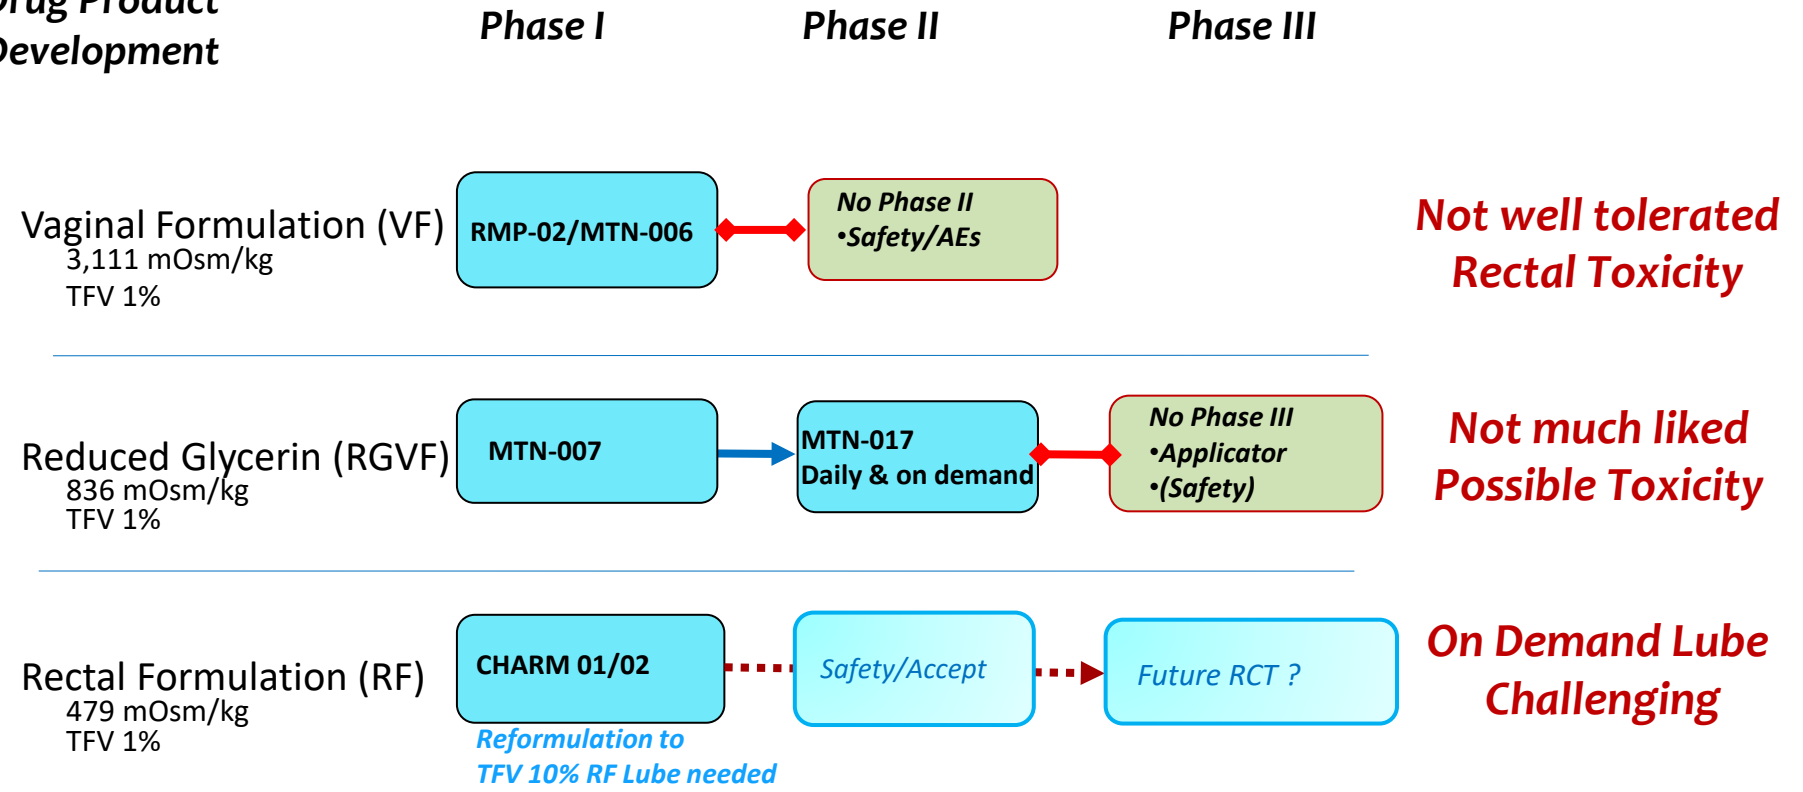 Drug Product
Development
Phase I
Phase II
Phase III
Vaginal Formulation (VF)
3,111 mOsm/kg
TFV 1%
RMP-02/MTN-006
No Phase II
•Safety/AEs
Not well tolerated
Rectal Toxicity
Reduced Glycerin (RGVF)
836 mOsm/kg
TFV 1%
MTN-007
MTN-017
Daily & on demand
No Phase III
•Applicator
•(Safety)
Not much liked
Possible Toxicity
Rectal Formulation (RF)
479 mOsm/kg
TFV 1%
CHARM 01/02
Reformulation to
TFV 10% RF Lube needed
Safety/Accept
Future RCT ?
On Demand Lube
Challenging